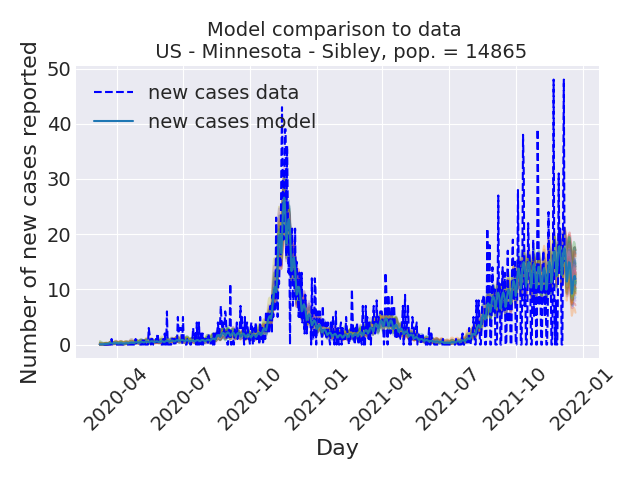 Model comparison to data
US - Minnesota - Sibley, pop. = 14865
Number of new cases reported
50
40
30
20
10
0
new cases data
new cases model
2020-04
2020-07
2020-10
2021-01
2021-04
2021-07
2021-10
2022-01
Day